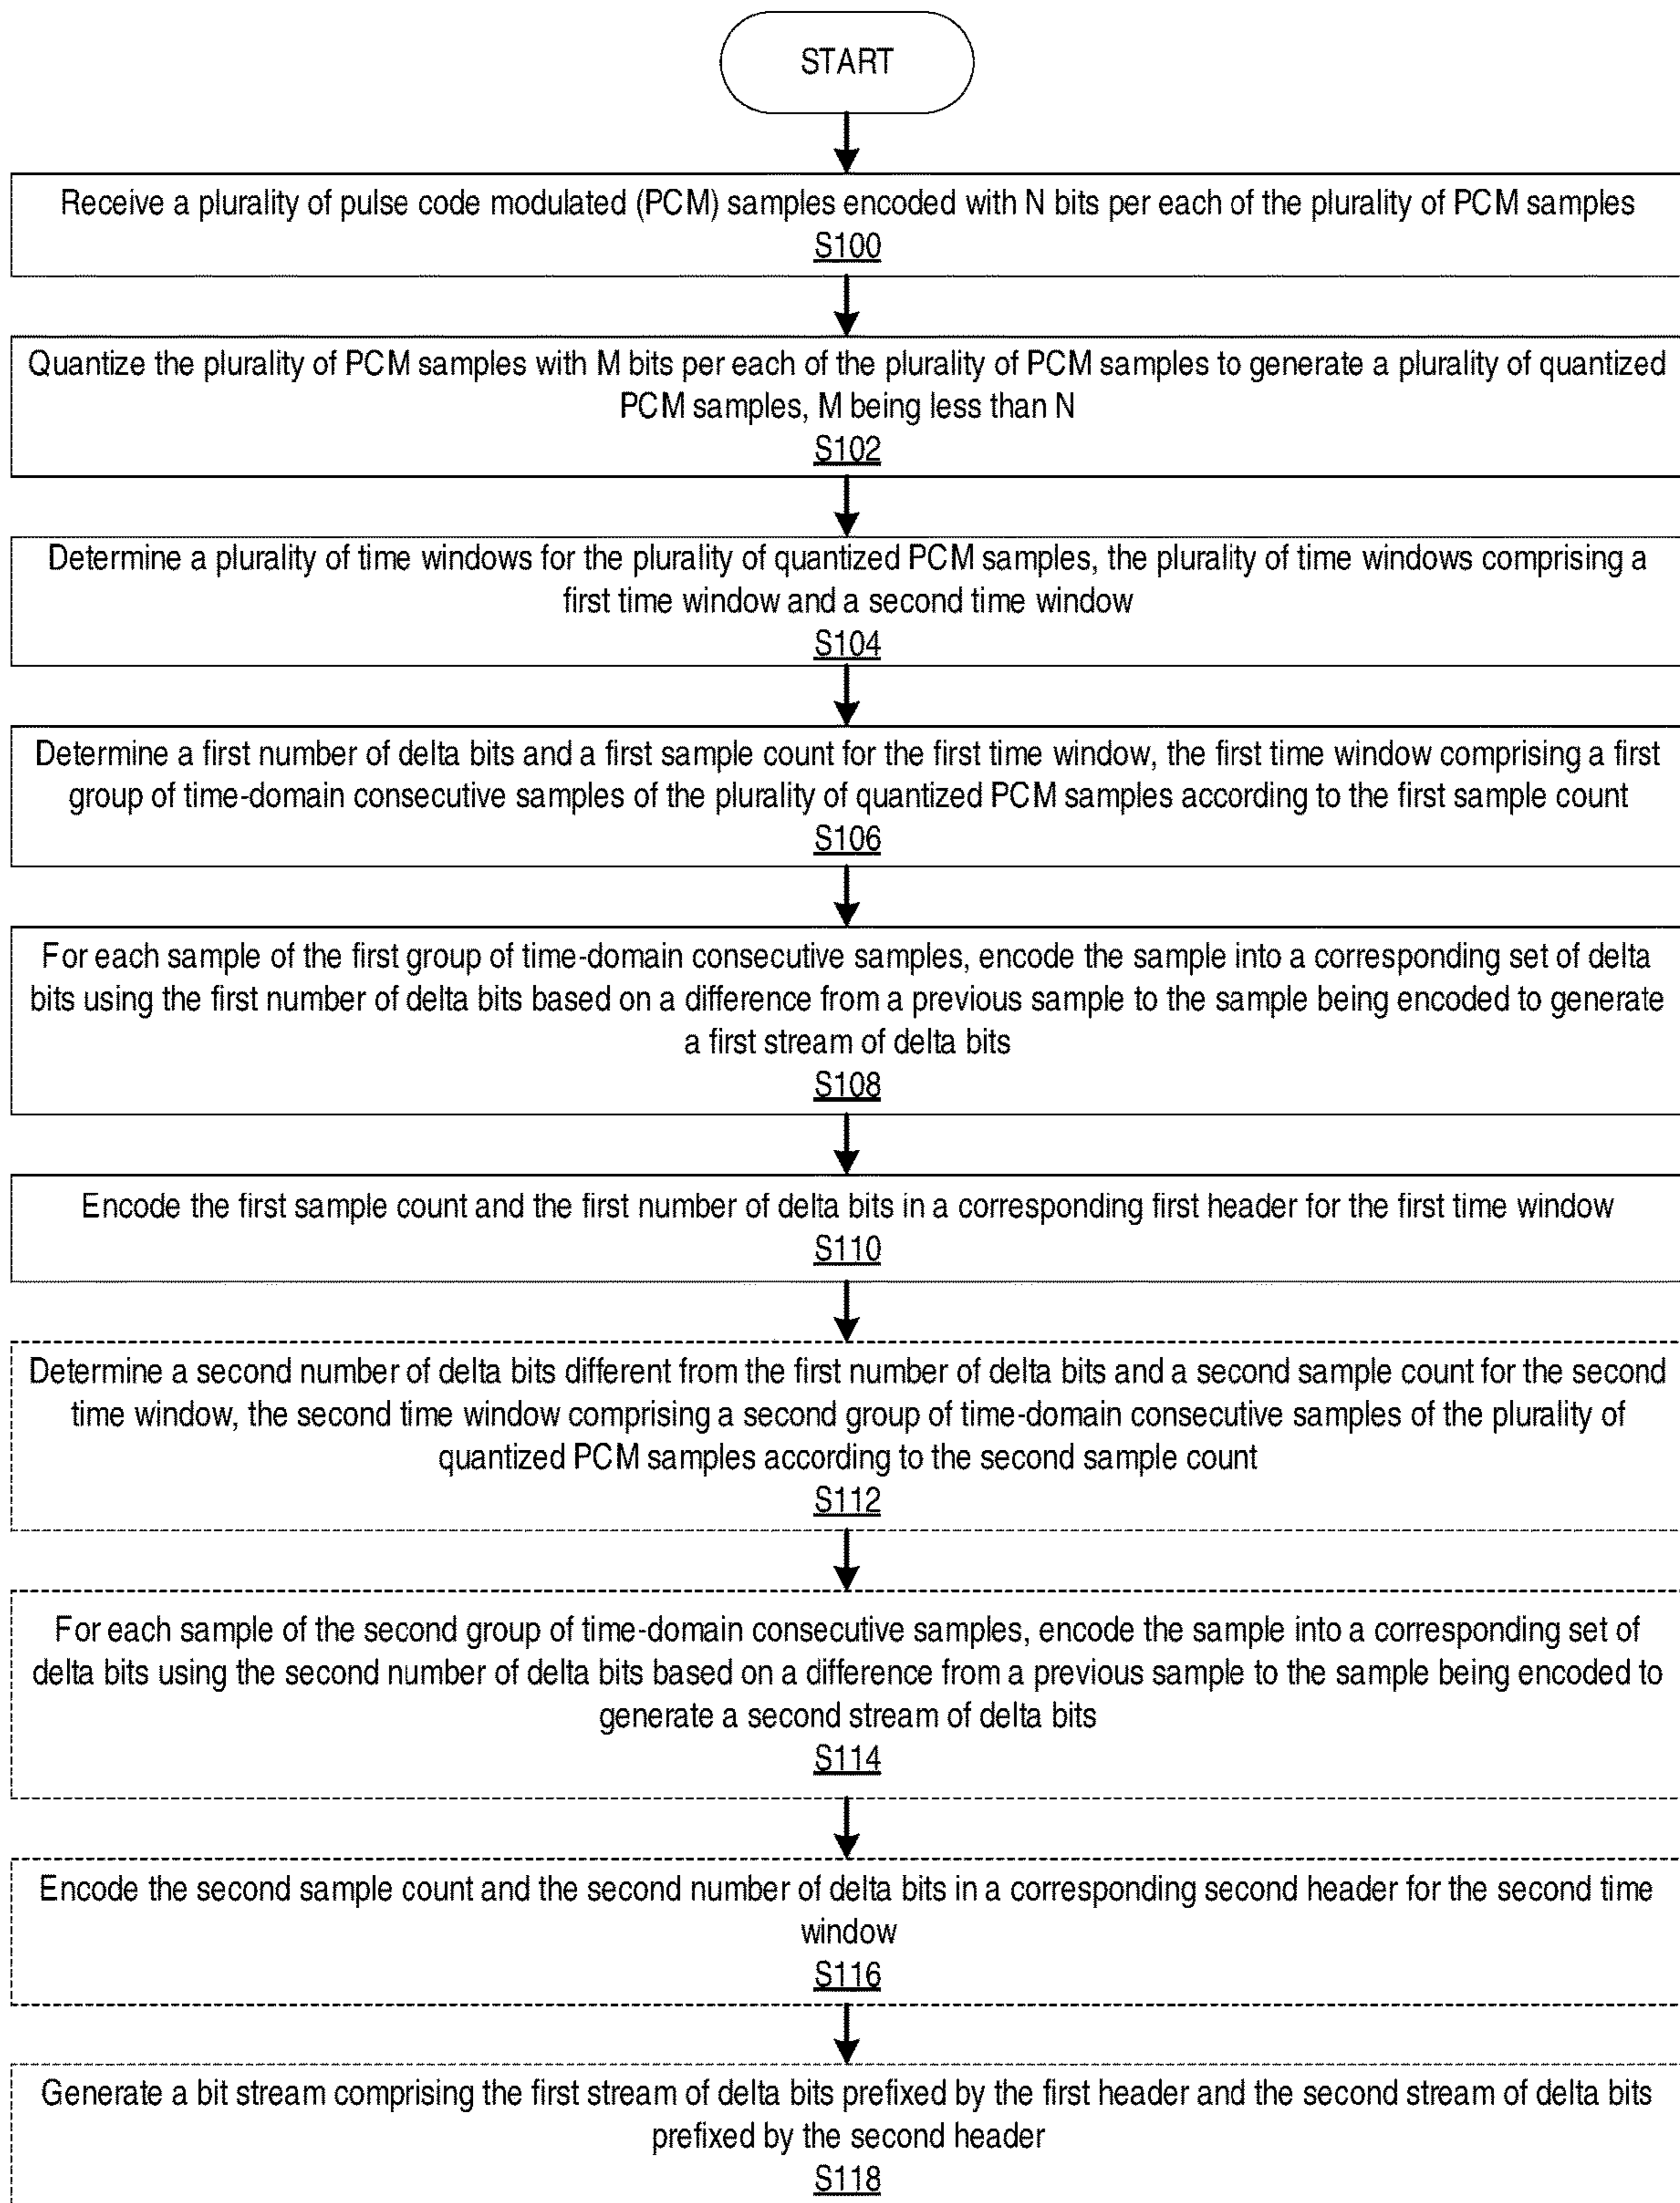 START
Receive a plurality of pulse code modulated (PCM) samples encoded with N bits per each of the plurality of PCM samples
S100
Quantize the plurality of PCM samples with M bits per each of the plurality of PCM samples to generate a plurality of quantized
PCM samples, M being less than N
S102
Determine a plurality of time windows for the plurality of quantized PCM samples, the plurality of time windows comprising a
first time window and a second time window
S104
Determine a first number of delta bits and a first sample count for the first time window, the first time window comprising a first
group of time-domain consecutive samples of the plurality of quantized PCM samples according to the first sample count
S106
For each sample of the first group of time-domain consecutive samples, encode the sample into a corresponding set of delta
bits using the first number of delta bits based on a difference from a previous sample to the sample being encoded to generate
a first stream of delta bits
S108
Encode the first sample count and the first number of delta bits in a corresponding first header for the first time window
S110
Determine a second number of delta bits different from the first number of delta bits and a second sample count for the second
time window, the second time window comprising a second group of time-domain consecutive samples of the plurality of
quantized PCM samples according to the second sample count
S112
For each sample of the second group of time-domain consecutive samples, encode the sample into a corresponding set of
delta bits using the second number of delta bits based on a difference from a previous sample to the sample being encoded to
generate a second stream of delta bits
S114
Encode the second sample count and the second number of delta bits in a corresponding second header for the second time
window
S116
Generate a bit stream comprising the first stream of delta bits prefixed by the first header and the second stream of delta bits
prefixed by the second header
S118